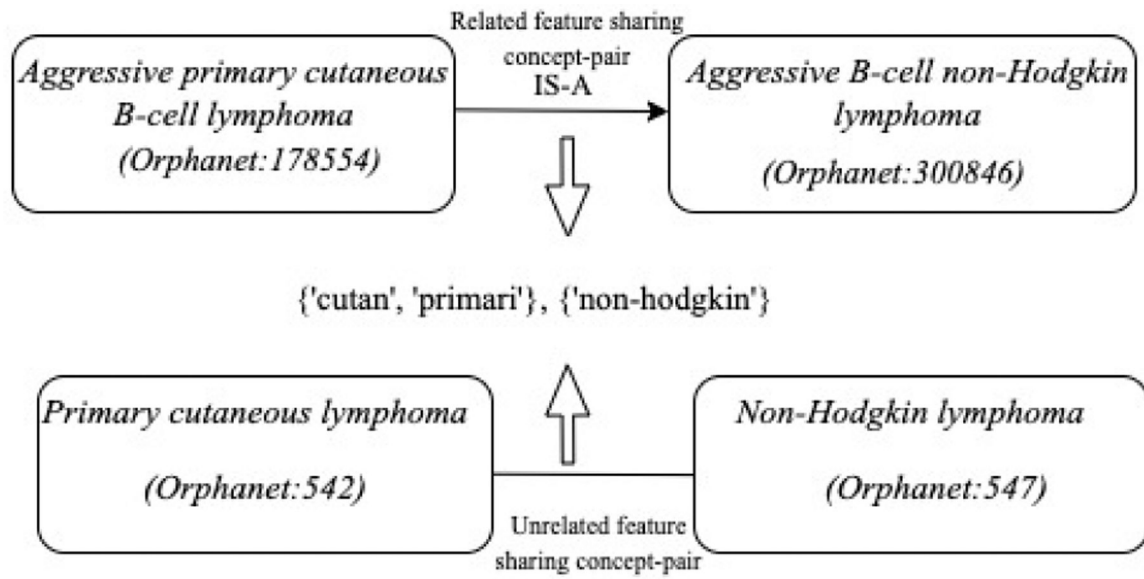 Related feature sharing
concept-pair
IS-A
Aggressive primary cutaneous
B-cell lymphoma
(Orphanet:178554)
Aggressive B-cell non-Hodgkin
lymphoma
(Orphanet:300846)
{'cutan', 'primari'}, {'non-hodgkin'}
Primary cutaneous lymphoma
(Orphanet:542)
Non-Hodgkin lymphoma
(Orphanet:547)
Unrelated feature
sharing concept-pair